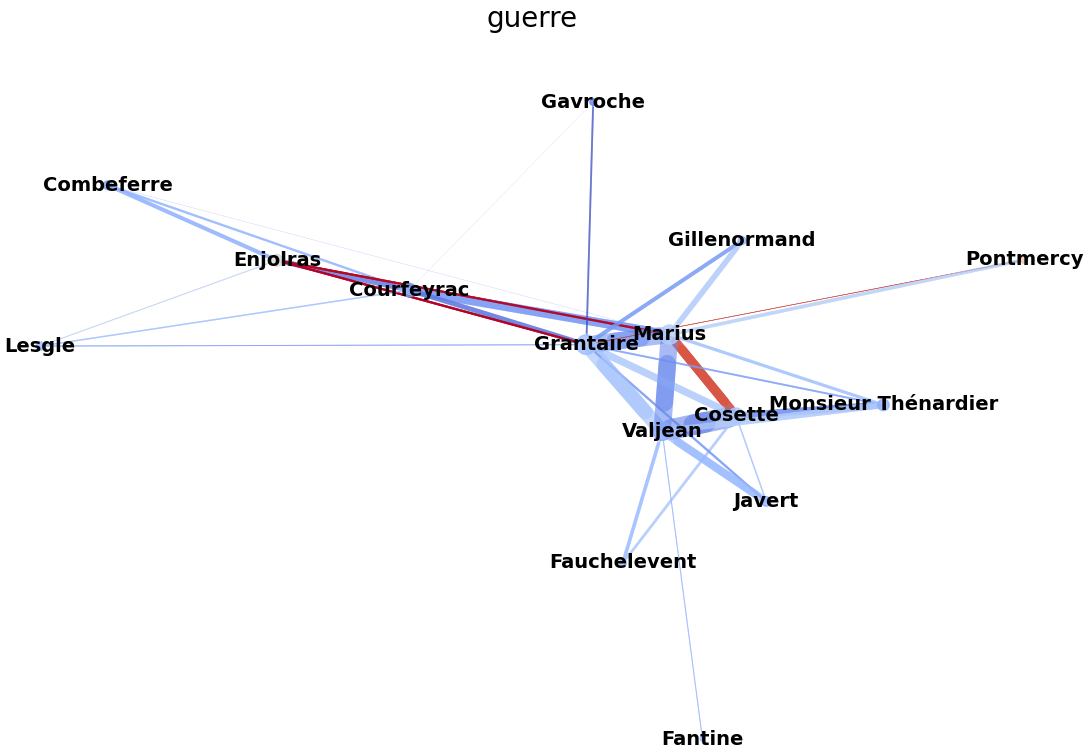 guerre
Gavroche
Combeferre
Gillenormand
Enjolras
Pontmercy
Courfeyrac
Marius
Grantaire
Lesgle
Monsieur Thénardier
Cosette
Valjean
Javert
Fauchelevent
Fantine